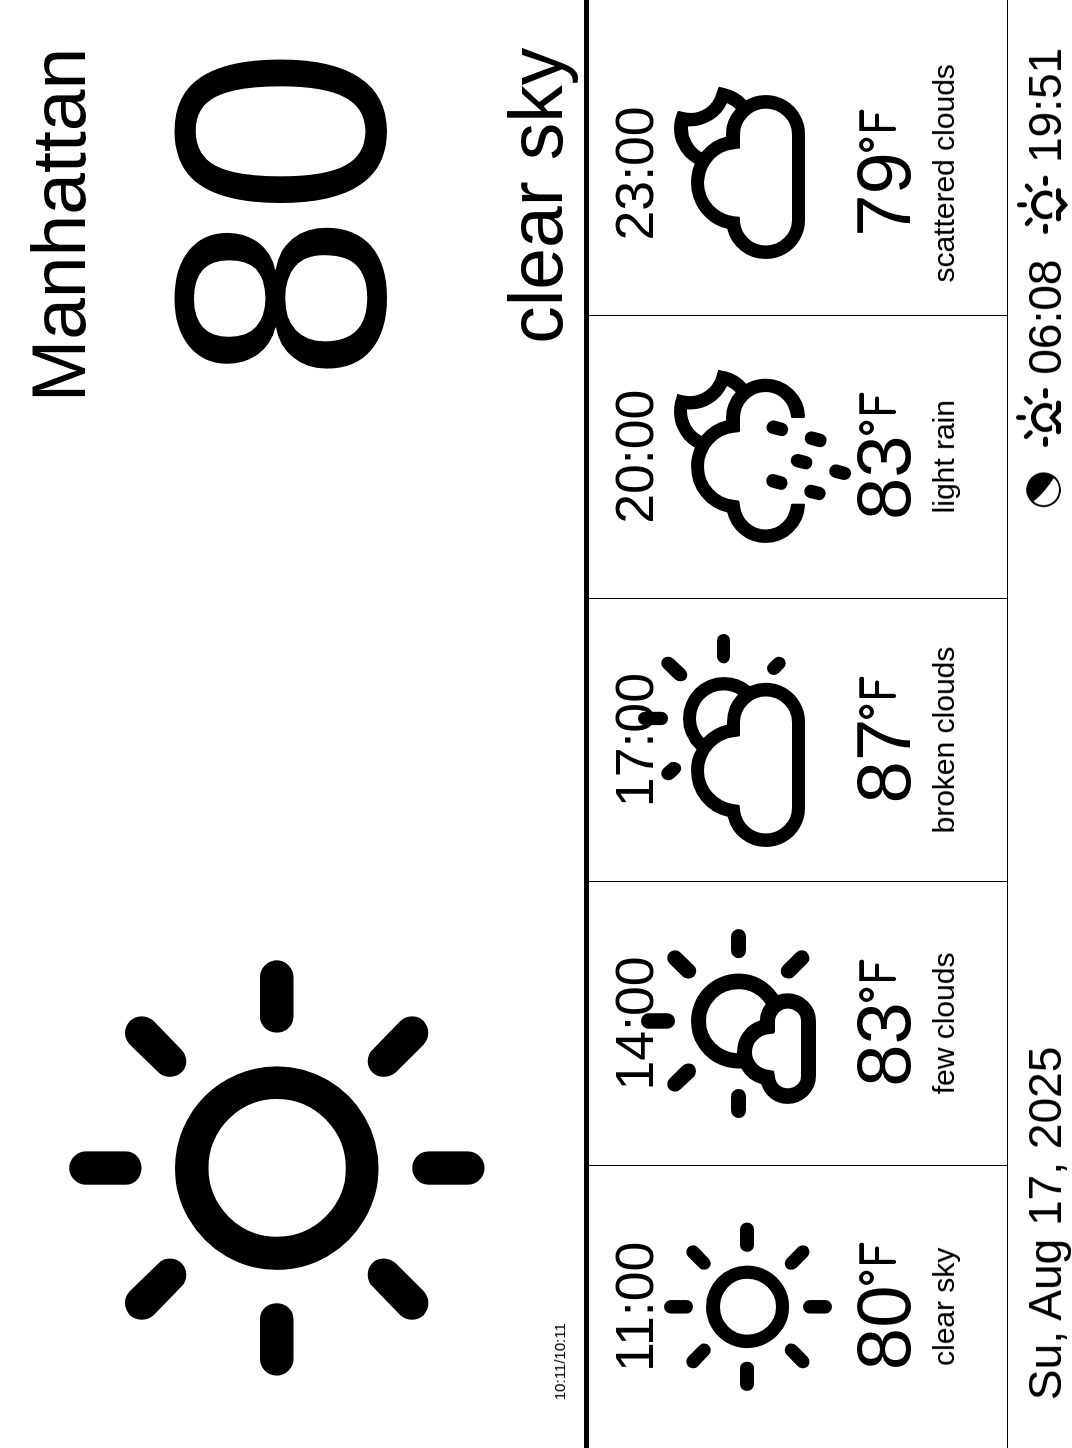 Manhattan
80
clear sky
10:11/10:11
11:00
80°F
clear sky
14:00
83°F
few clouds
17:00
87°F
broken clouds
20:00
83°F
light rain
23:00
79°F
scattered clouds
Su, Aug 17, 2025
06:08
19:51